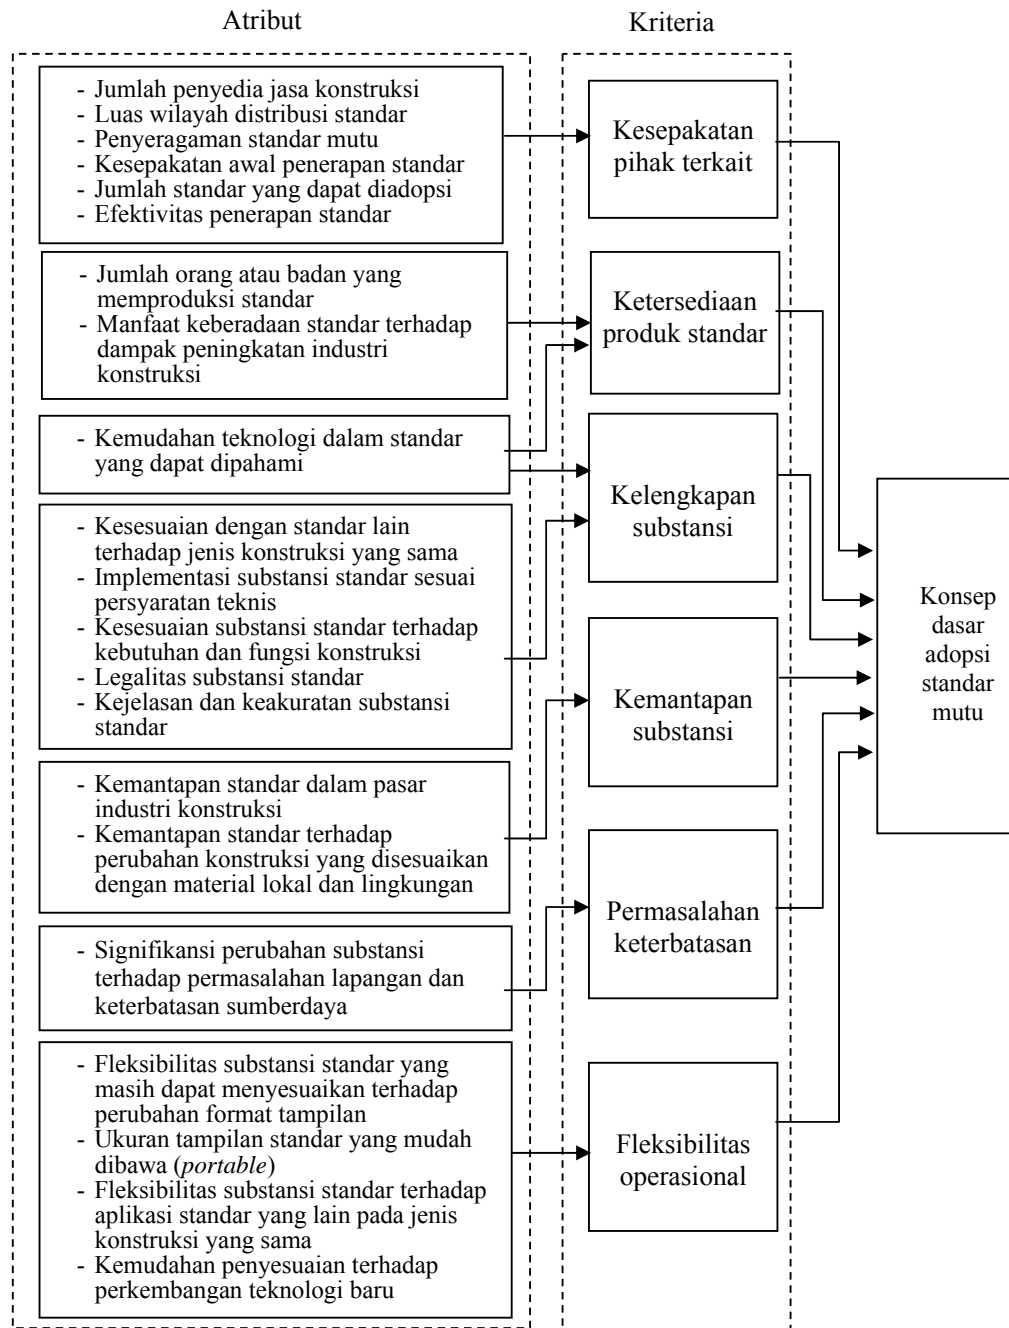 Atribut
Kriteria
- Jumlah penyedia jasa konstruksi
- Luas wilayah distribusi standar
- Penyeragaman standar mutu
- Kesepakatan awal penerapan standar
- Jumlah standar yang dapat diadopsi
- Efektivitas penerapan standar
Kesepakatan
pihak terkait
- Jumlah orang atau badan yang
memproduksi standar
- Manfaat keberadaan standar terhadap
dampak peningkatan industri
konstruksi
Ketersediaan
produk standar
- Kemudahan teknologi dalam standar
yang dapat dipahami
Kelengkapan
substansi
- Kesesuaian dengan standar lain
terhadap jenis konstruksi yang sama
- Implementasi substansi standar sesuai
persyaratan teknis
- Kesesuaian substansi standar terhadap
kebutuhan dan fungsi konstruksi
- Legalitas substansi standar
- Kejelasan dan keakuratan substansi
standar
Kemantapan
substansi
Konsep
dasar
adopsi
standar
mutu
- Kemantapan standar dalam pasar
industri konstruksi
- Kemantapan standar terhadap
perubahan konstruksi yang disesuaikan
dengan material lokal dan lingkungan
Permasalahan
keterbatasan
- Signifikansi perubahan substansi
terhadap permasalahan lapangan dan
keterbatasan sumberdaya
- Fleksibilitas substansi standar yang
masih dapat menyesuaikan terhadap
perubahan format tampilan
- Ukuran tampilan standar yang mudah
dibawa (portable)
- Fleksibilitas substansi standar terhadap
aplikasi standar yang lain pada jenis
konstruksi yang sama
- Kemudahan penyesuaian terhadap
perkembangan teknologi baru
Fleksibilitas
operasional